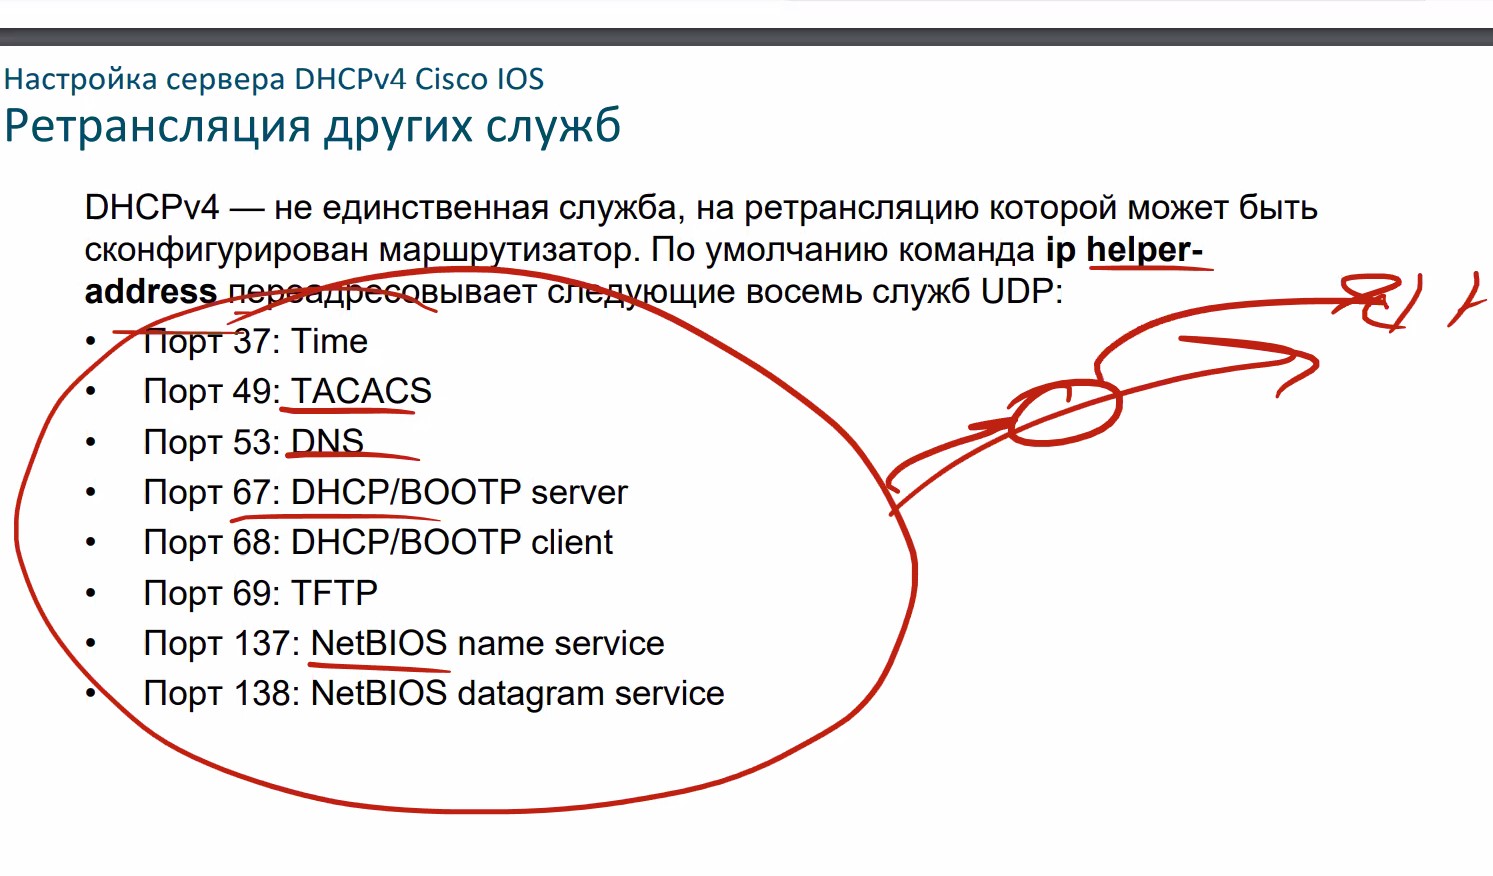 Настройка сервера DHCPv4 Cisco IOS
Ретрансляция других служб
DHCPv4 — не единственная служба, на ретрансляцию которой может быть
сконфигурирован маршрутизатор. По умолчанию команда ip helper-
address переадресовывает следующие восемь служб UDP:
• Порт 37: Time
• Порт 49: TACACS
• Порт 53: DNS
• Порт 67: DHCP/BOOTP server
• Порт 68: DHCP/BOOTP client
• Порт 69: TFTP
• Порт 137: NetBIOS name service
• Порт 138: NetBIOS datagram service